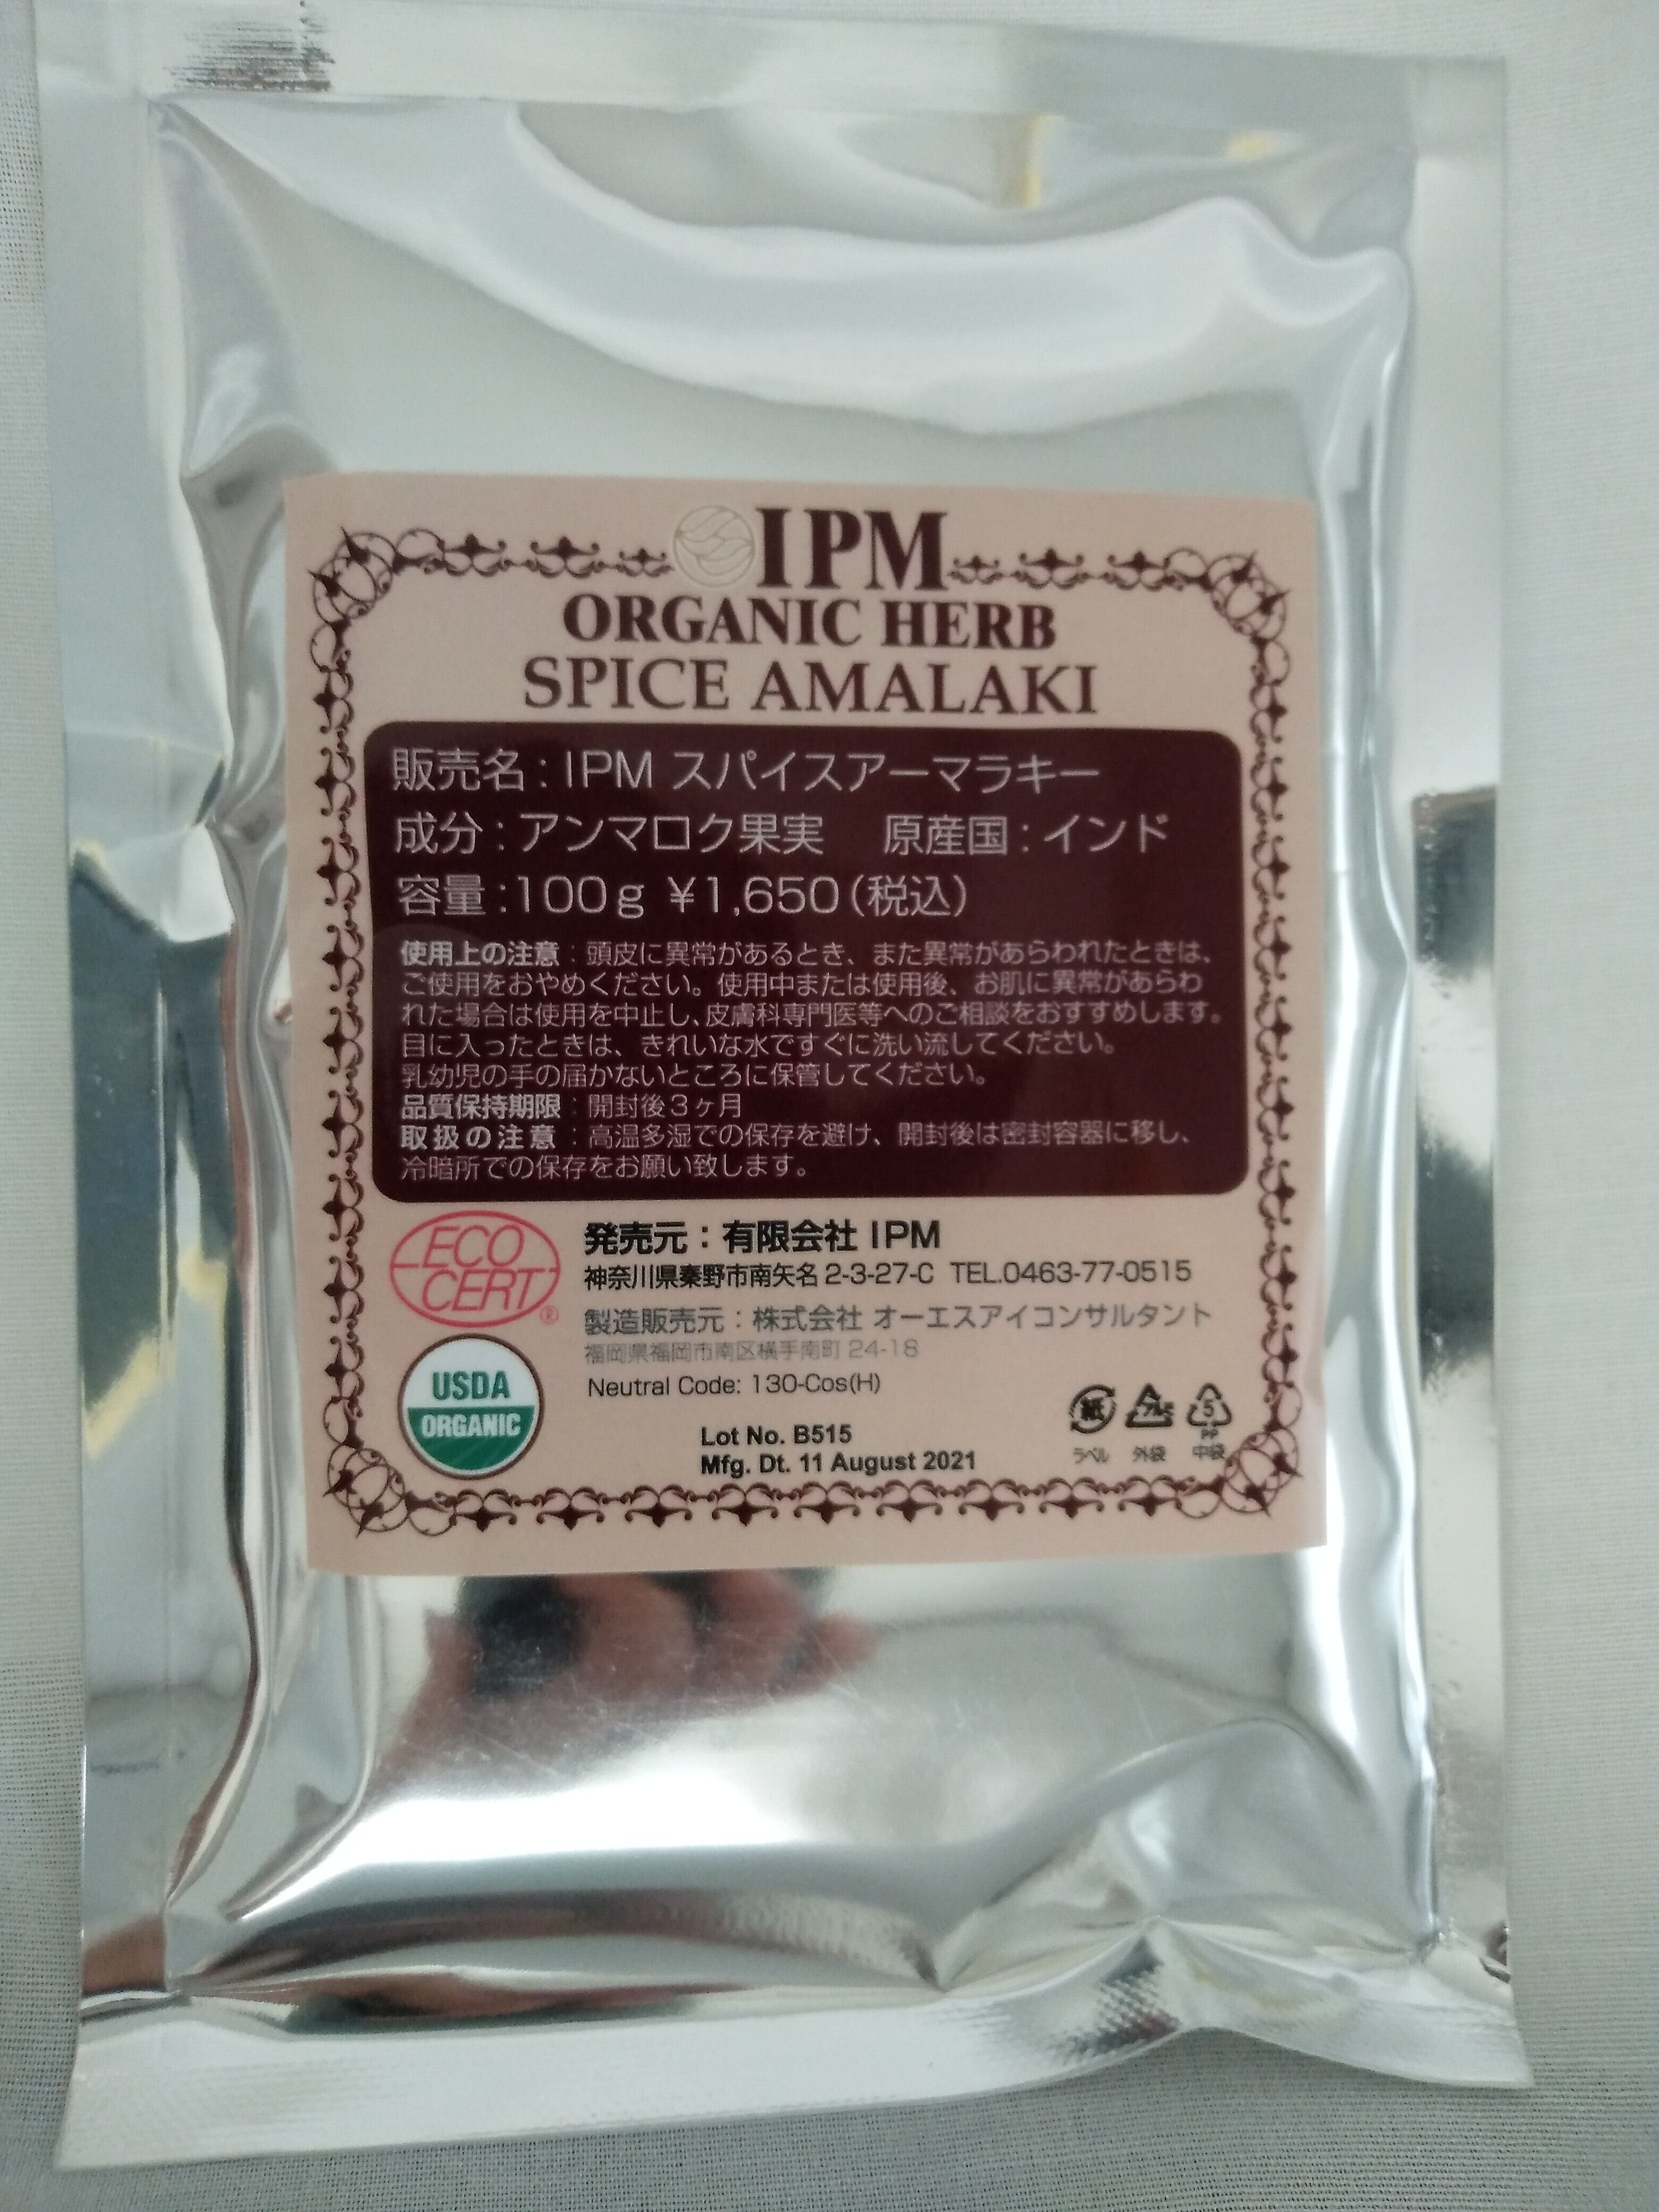 IPM
ORGANIC HERB
SPICE AMALAKI
販売名：IPM スパイスアーマラキー
成分：アンマロク果実　原産国：インド
容量：100g ¥1,650（税込）
使用上の注意：頭皮に異常があるとき、また異常があらわれたときは、
ご使用をおやめください。使用中または使用後、お肌に異常があらわ
れた場合は使用を中止し、皮膚科専門医等へのご相談をおすすめします。
目に入ったときは、きれいな水ですぐに洗い流してください。
乳幼児の手の届かないところに保管してください。
品質保持期限：開封後3ヶ月
取扱の注意：高温多湿での保存を避け、開封後は密封容器に移し、
冷暗所での保存をお願い致します。
ECO
CERT®
発売元：有限会社 IPM
神奈川県秦野市南矢名 2-3-27-C TEL.0463-77-0515
製造販売元：株式会社 オーエスアイコンサルタント
福岡県福岡市南区横手南町 24-18
USDA
ORGANIC
Neutral Code: 130-Cos(H)
Lot No. B515
Mfg. Dt. 11 August 2021
紙 アルミ 5
PP
ラベル 外袋 中袋